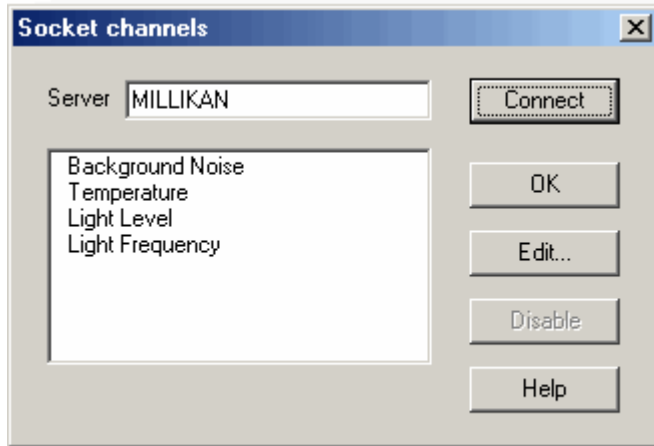 Socket channels
Server MILLIKAN Connect
Background Noise
Temperature
Light Level
Light Frequency
OK
Edit...
Disable
Help